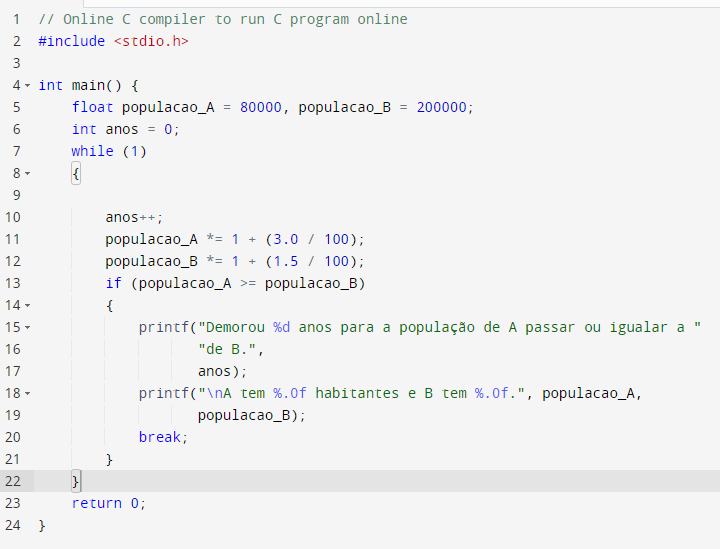 1 // Online C compiler to run C program online
2 #include <stdio.h>
3
4 int main() {
5     float populacao_A = 80000, populacao_B = 200000;
6     int anos = 0;
7     while (1)
8     {
9
10         anos++;
11         populacao_A *= 1 + (3.0 / 100);
12         populacao_B *= 1 + (1.5 / 100);
13         if (populacao_A >= populacao_B)
14         {
15             printf("Demorou %d anos para a população de A passar ou igualar a "
16                    "de B.",
17                    anos);
18             printf("\nA tem %.0f habitantes e B tem %.0f.", populacao_A,
19                    populacao_B);
20             break;
21         }
22     }
23     return 0;
24 }